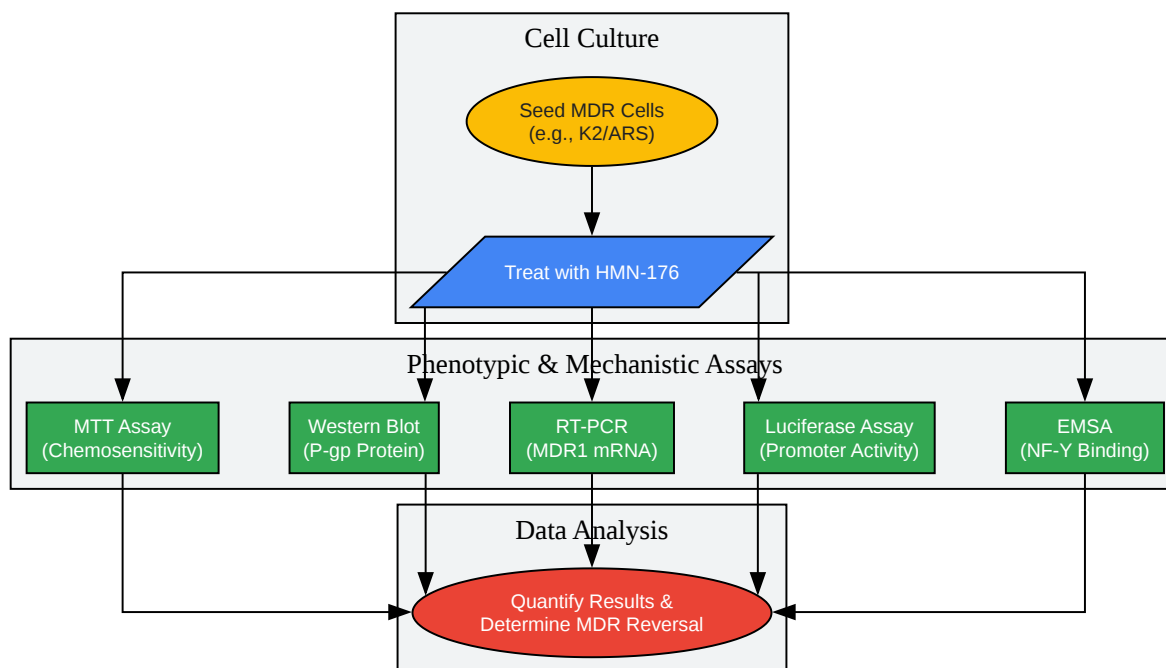 Cell Culture
Seed MDR Cells
(e.g., K2/ARS)
Treat with HMN-176
Phenotypic & Mechanistic Assays
MTT Assay
(Chemosensitivity)
Western Blot
(P-gp Protein)
RT-PCR
(MDR1 mRNA)
Luciferase Assay
(Promoter Activity)
EMSA
(NF-Y Binding)
Data Analysis
Quantify Results &
Determine MDR Reversal